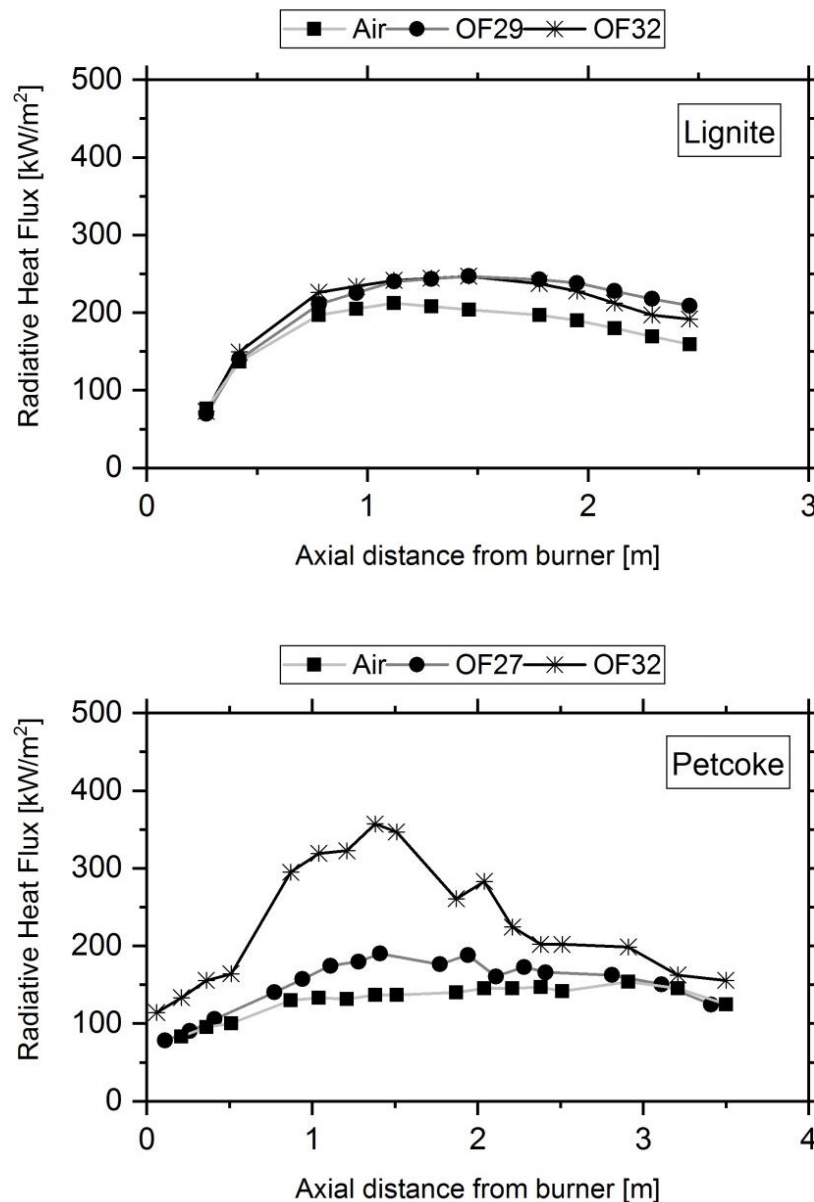 Air OF29 OF32
500
400
300
200
100
0
Radiative Heat Flux [kW/m²]
Lignite
0 1 2 3
Axial distance from burner [m]
Air OF27 OF32
500
400
300
200
100
0
Radiative Heat Flux [kW/m²]
Petcoke
0 1 2 3 4
Axial distance from burner [m]